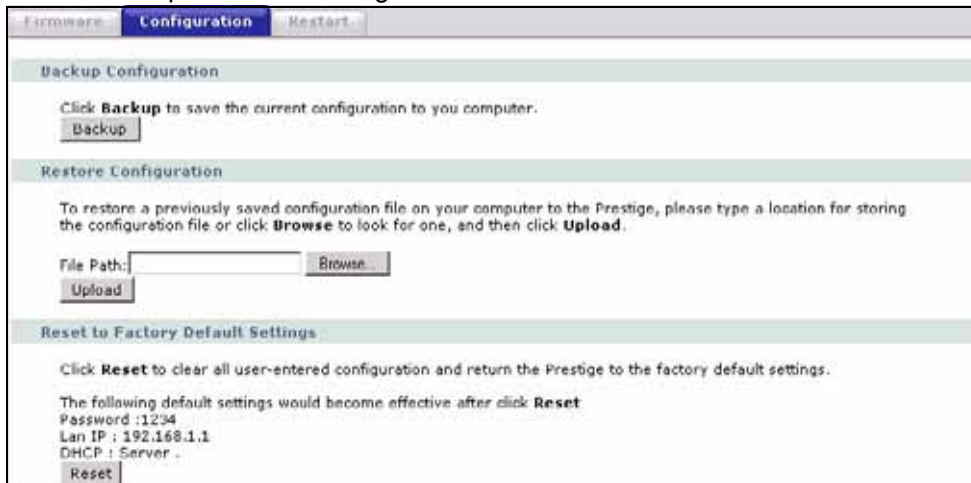 Firmware Configuration Restart
Backup Configuration
Click Backup to save the current configuration to you computer.
Backup
Restore Configuration
To restore a previously saved configuration file on your computer to the Prestige, please type a location for storing
the configuration file or click Browse to look for one, and then click Upload.
File Path: Browse...
Upload
Reset to Factory Default Settings
Click Reset to clear all user-entered configuration and return the Prestige to the factory default settings.
The following default settings would become effective after click Reset
Password :1234
Lan IP : 192.168.1.1
DHCP : Server .
Reset